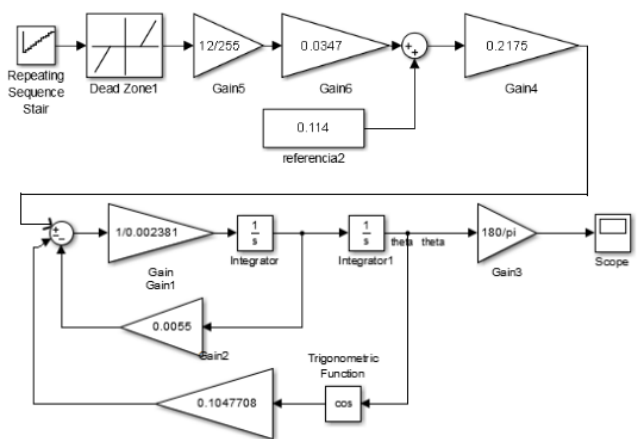 12/255
0.0347
0.2175
Repeating
Sequence
Stair
Dead Zone1
Gain5
Gain6
Gain4
0.114
referencia2
1/0.002381
1
s
1
s
theta theta
180/pi
Gain
Gain1
Integrator
Integrator1
Gain3
Scope
0.0055
Gain2
Trigonometric
Function
0.1047708
cos